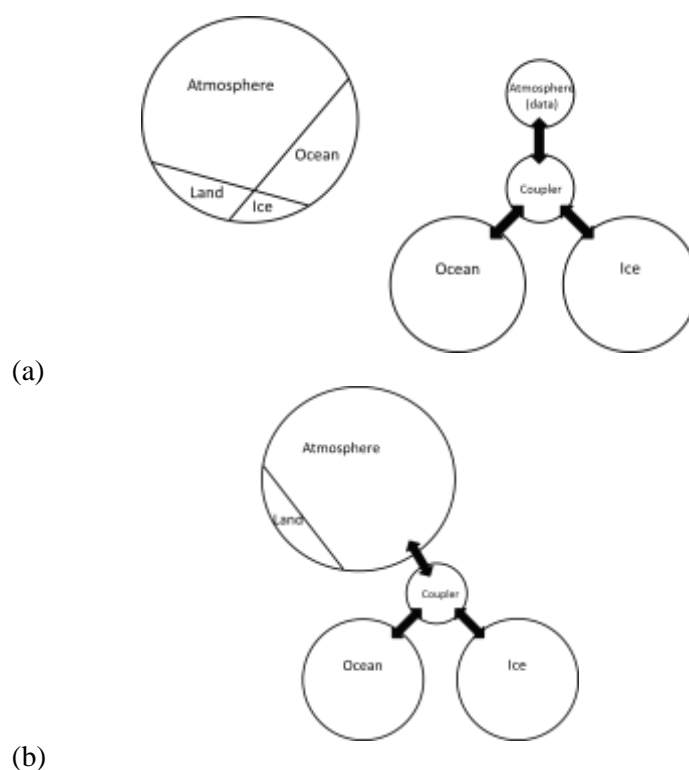 Atmosphere
Ocean
Land
Ice
Atmosphere
(data)
Coupler
Ocean
Ice
(a)
Atmosphere
Land
Coupler
Ocean
Ice
(b)